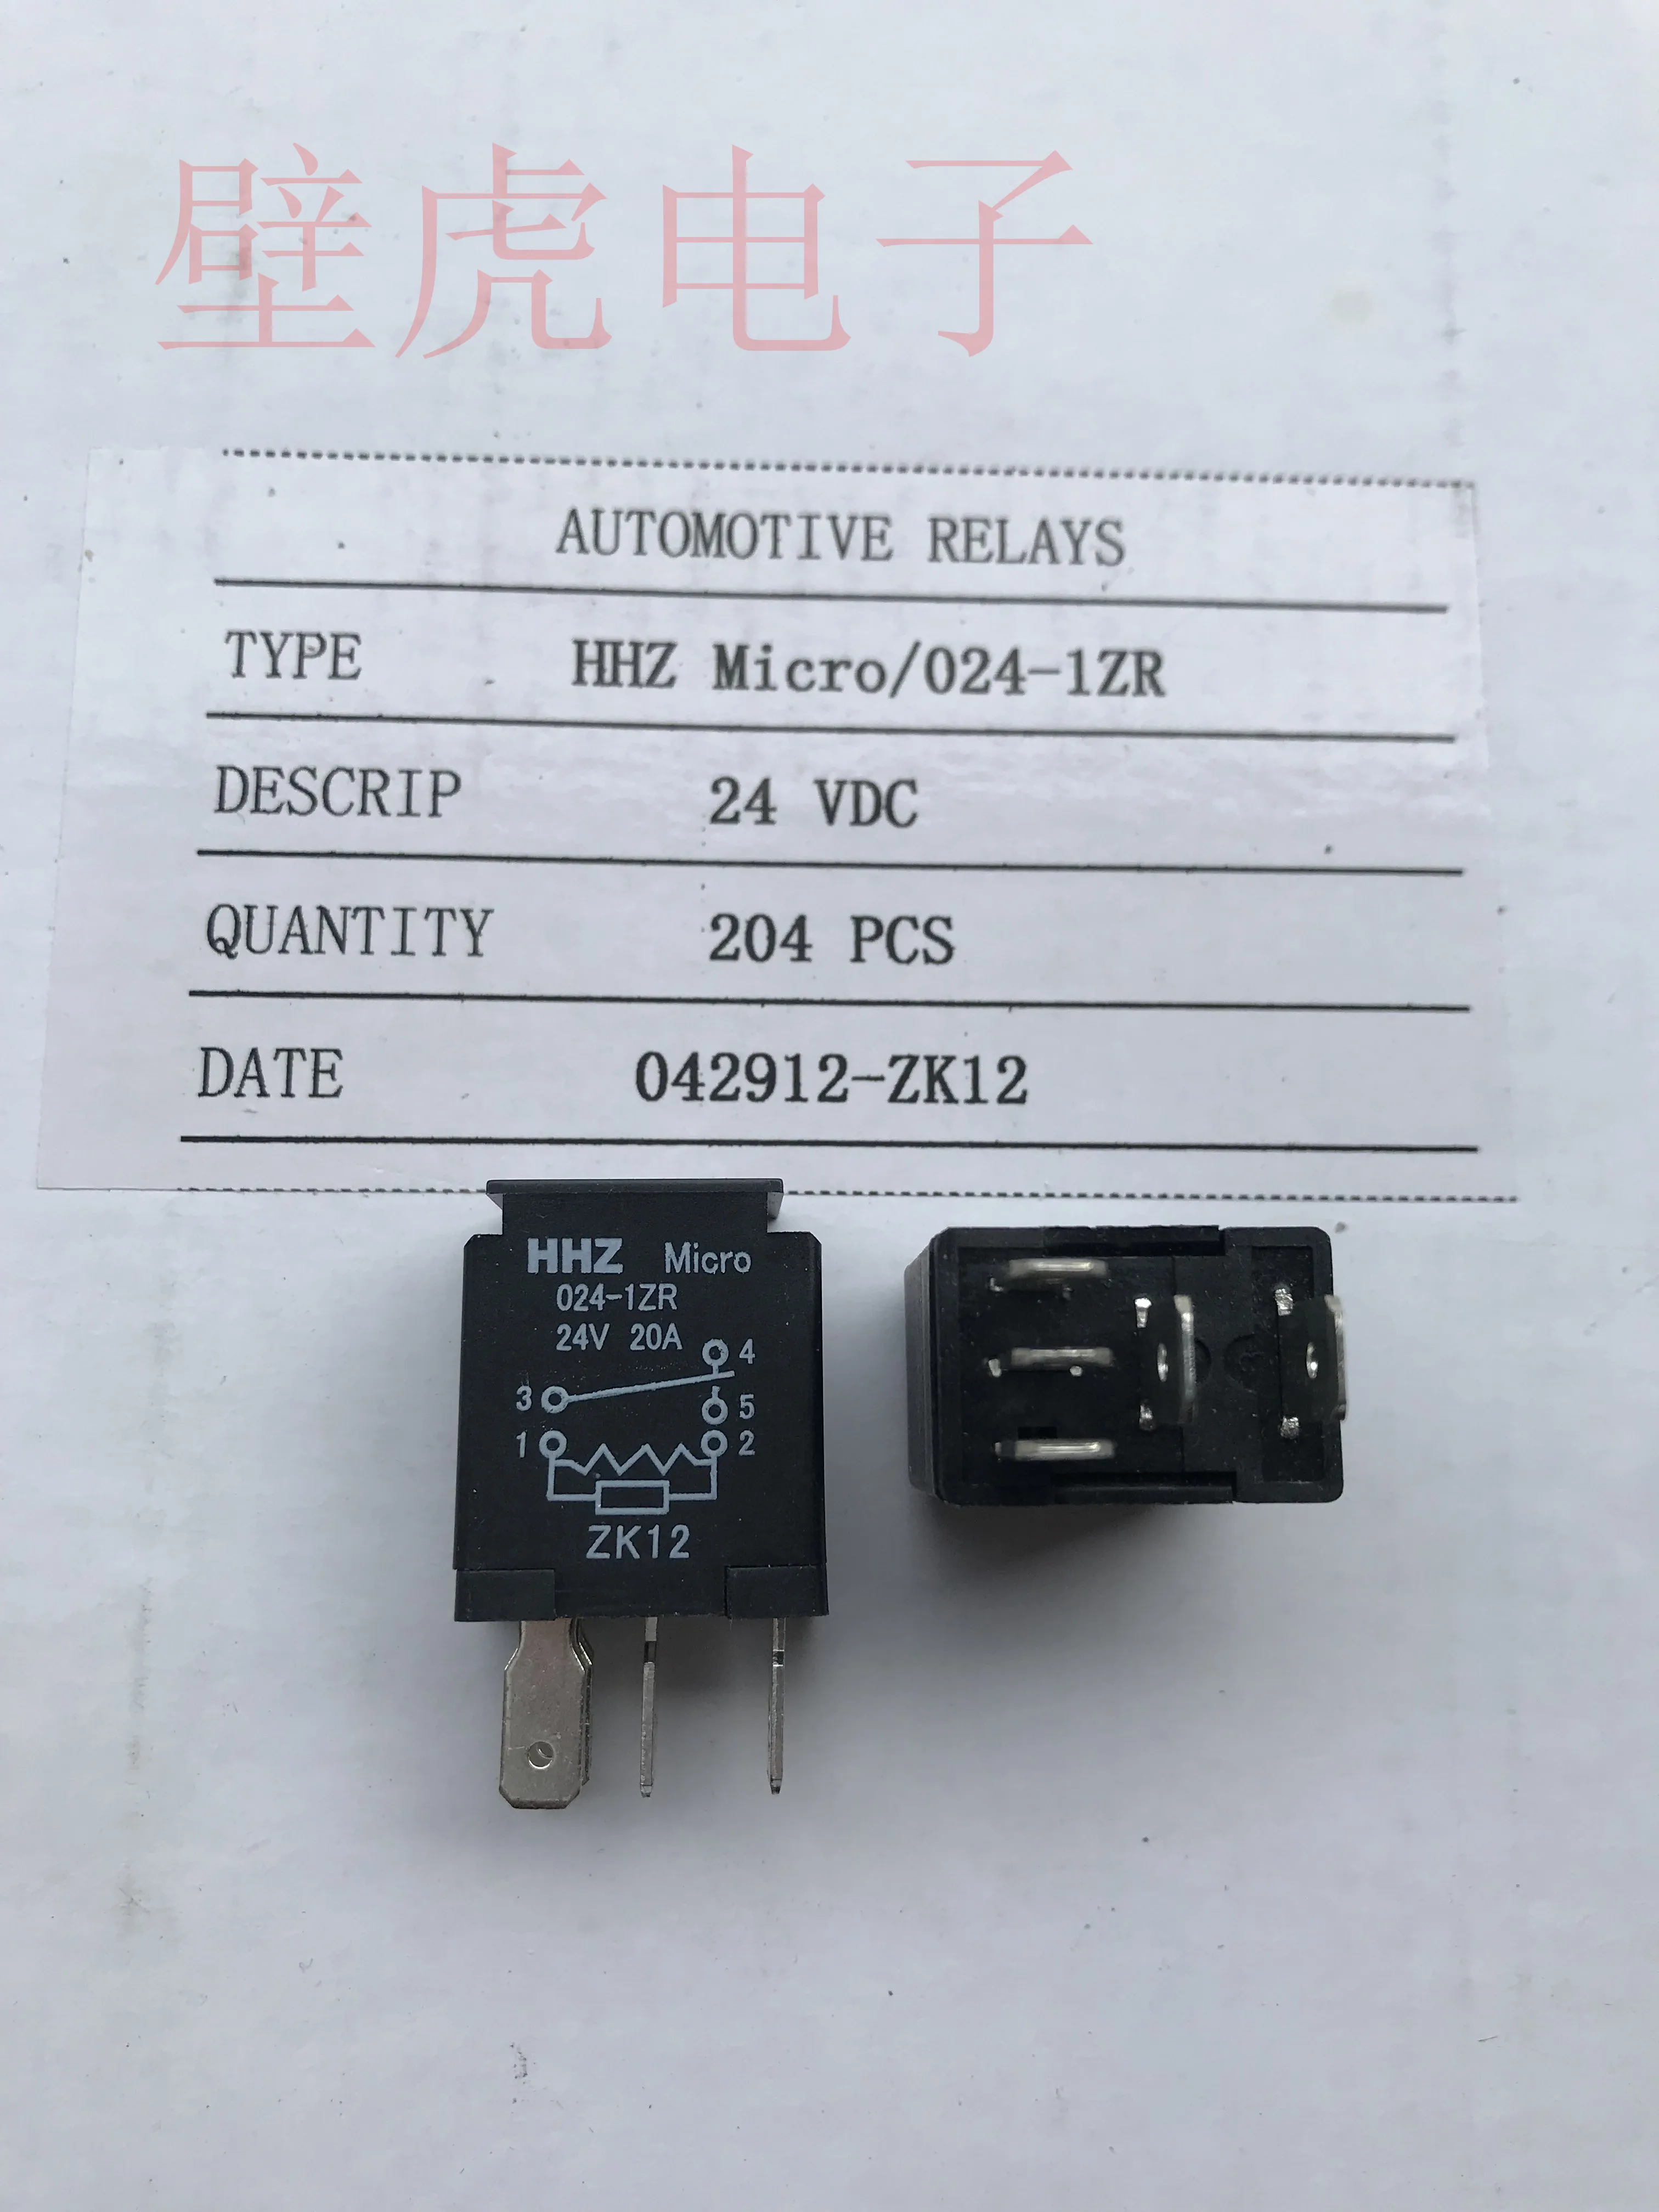 壁虎电子
AUTOMOTIVE RELAYS
TYPE HHZ Micro/024-1ZR
DESCRIP 24 VDC
QUANTITY 204 PCS
DATE 042912-ZK12
HHZ Micro
024-1ZR
24V 20A
4
3
5
1 2
ZK12